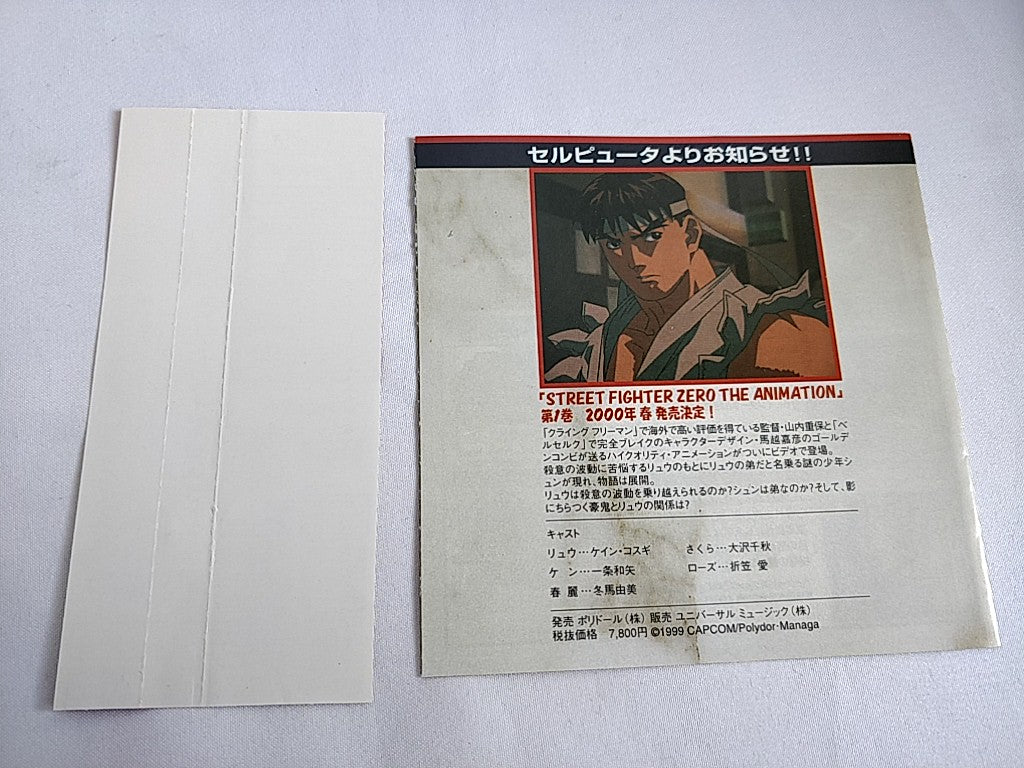 セルピュータよりお知らせ!!
「STREET FIGHTER ZERO THE ANIMATION」
第1巻 2000年 春 発売決定！
「クライング フリーマン」で海外で高い評価を得ている監督・山内重保と「ベ
ルセルク」で完全ブレイクのキャラクターデザイン・馬越嘉彦のゴールデ
ンコンビが送るハイクオリティ・アニメーションがついにビデオで登場。
殺意の波動に苦悩するリュウのもとにリュウの弟だと名乗る謎の少年シ
ュンが現れ、物語は展開。
リュウは殺意の波動を乗り越えられるのか?シュンは弟なのか?そして、影
にちらつく豪鬼とリュウの関係は?
キャスト
リュウ…ケイン・コスギ さくら…大沢千秋
ケン…一条和矢 ローズ…折笠 愛
春麗…冬馬由美
発売 ポリドール（株） 販売 ユニバーサル ミュージック（株）
税抜価格 7,800円 ©1999 CAPCOM/Polydor・Managa